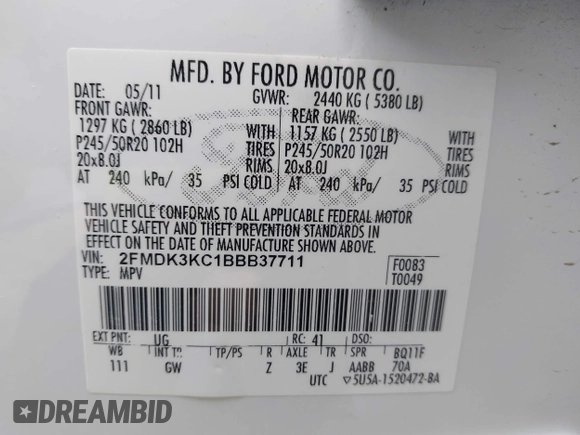 MFD. BY FORD MOTOR CO.
DATE: 05/11 GVWR: 2440 KG ( 5380 LB)
FRONT GAWR: REAR GAWR:
1297 KG ( 2860 LB) WITH 1157 KG ( 2550 LB) WITH
P245/50R20 102H TIRES P245/50R20 102H TIRES
20x8.0J RIMS 20x8.0J RIMS
AT 240 kPa/ 35 PSI COLD AT 240 kPa/ 35 PSI COLD
THIS VEHICLE CONFORMS TO ALL APPLICABLE FEDERAL MOTOR
VEHICLE SAFETY AND THEFT PREVENTION STANDARDS IN
EFFECT ON THE DATE OF MANUFACTURE SHOWN ABOVE.
VIN: 2FMDK3KC1BBB37711 F0083
TYPE: MPV T0049
EXT PNT: UG RC: 41 DSO:
WB INT TR TP/PS R AXLE TR SPR BQ11F
111 GW Z 3E J AABB 70A
UTC ▽5U5A-1520472-BA
DREAMBID